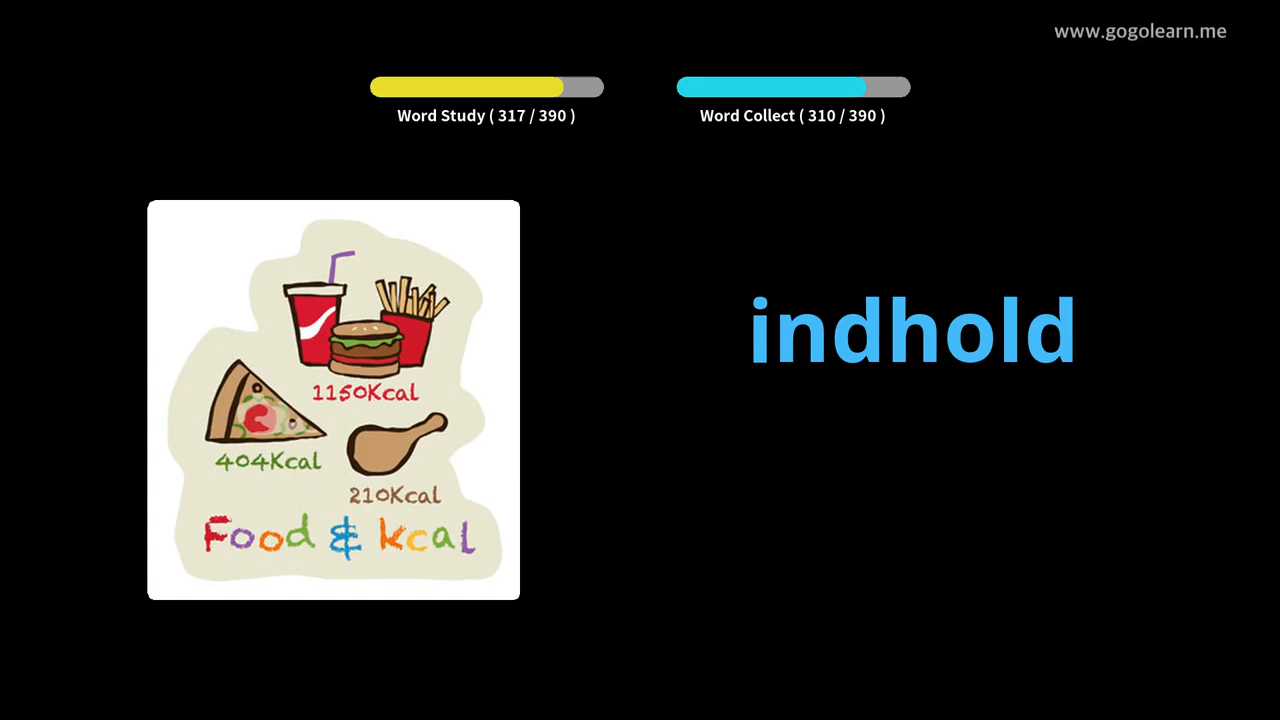 www.gogolearn.me
Word Study ( 317 / 390 )
Word Collect ( 310 / 390 )
indhold
1150Kcal
404Kcal
210Kcal
Food & kcal